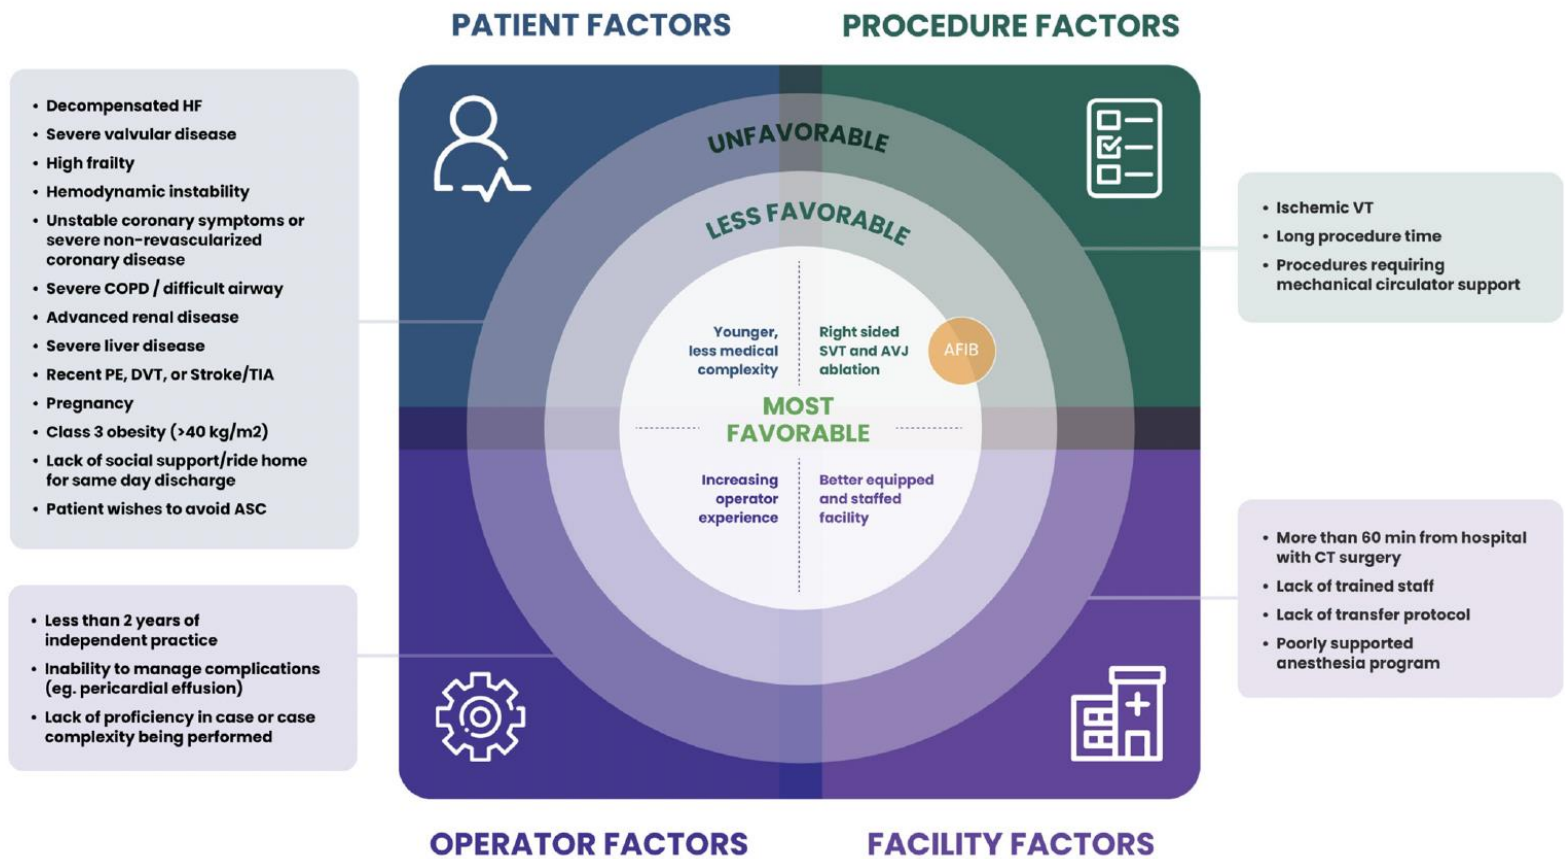 PATIENT FACTORS
PROCEDURE FACTORS
• Decompensated HF
• Severe valvular disease
• High frailty
• Hemodynamic instability
• Unstable coronary symptoms or
severe non-revascularized
coronary disease
• Severe COPD / difficult airway
• Advanced renal disease
• Severe liver disease
• Recent PE, DVT, or Stroke/TIA
• Pregnancy
• Class 3 obesity (>40 kg/m2)
• Lack of social support/ride home
for same day discharge
• Patient wishes to avoid ASC
UNFAVORABLE
LESS FAVORABLE
Younger,
less medical
complexity
Right sided
SVT and AVJ
ablation
AFIB
MOST
FAVORABLE
Increasing
operator
experience
Better equipped
and staffed
facility
• Ischemic VT
• Long procedure time
• Procedures requiring
mechanical circulator support
• Less than 2 years of
independent practice
• Inability to manage complications
(eg. pericardial effusion)
• Lack of proficiency in case or case
complexity being performed
• More than 60 min from hospital
with CT surgery
• Lack of trained staff
• Lack of transfer protocol
• Poorly supported
anesthesia program
OPERATOR FACTORS
FACILITY FACTORS